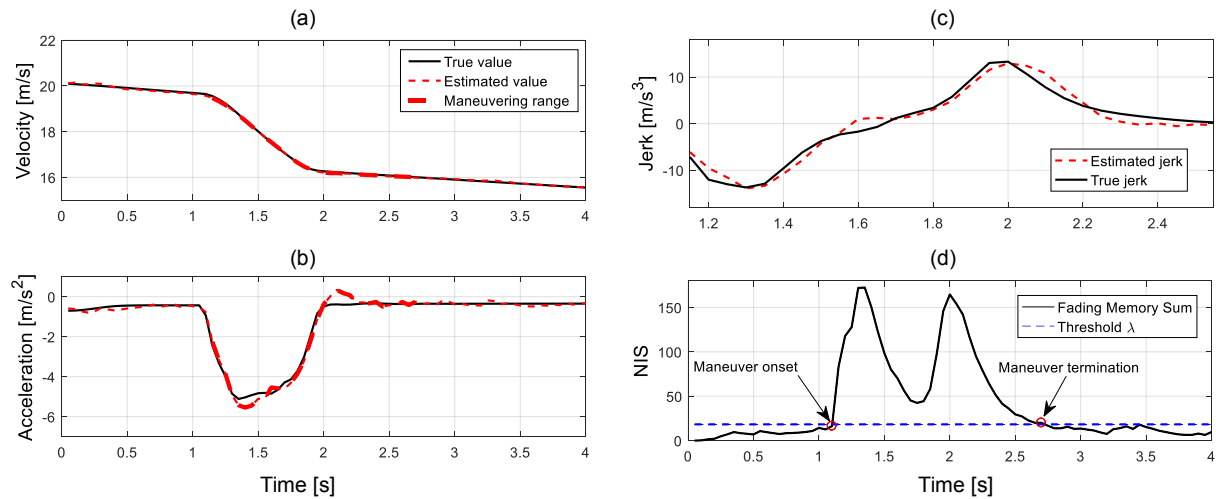 (a)
Velocity [m/s]
22
20
18
16
0
0.5
1
1.5
2
2.5
3
3.5
4
True value
Estimated value
Maneuvering range
(b)
Acceleration [m/s²]
0
-2
-4
-6
0
0.5
1
1.5
2
2.5
3
3.5
4
Time [s]
(c)
Jerk [m/s³]
10
0
-10
1.2
1.4
1.6
1.8
2
2.2
2.4
Estimated jerk
True jerk
(d)
NIS
150
100
50
0
0
0.5
1
1.5
2
2.5
3
3.5
4
Fading Memory Sum
Threshold λ
Maneuver onset
Maneuver termination
Time [s]